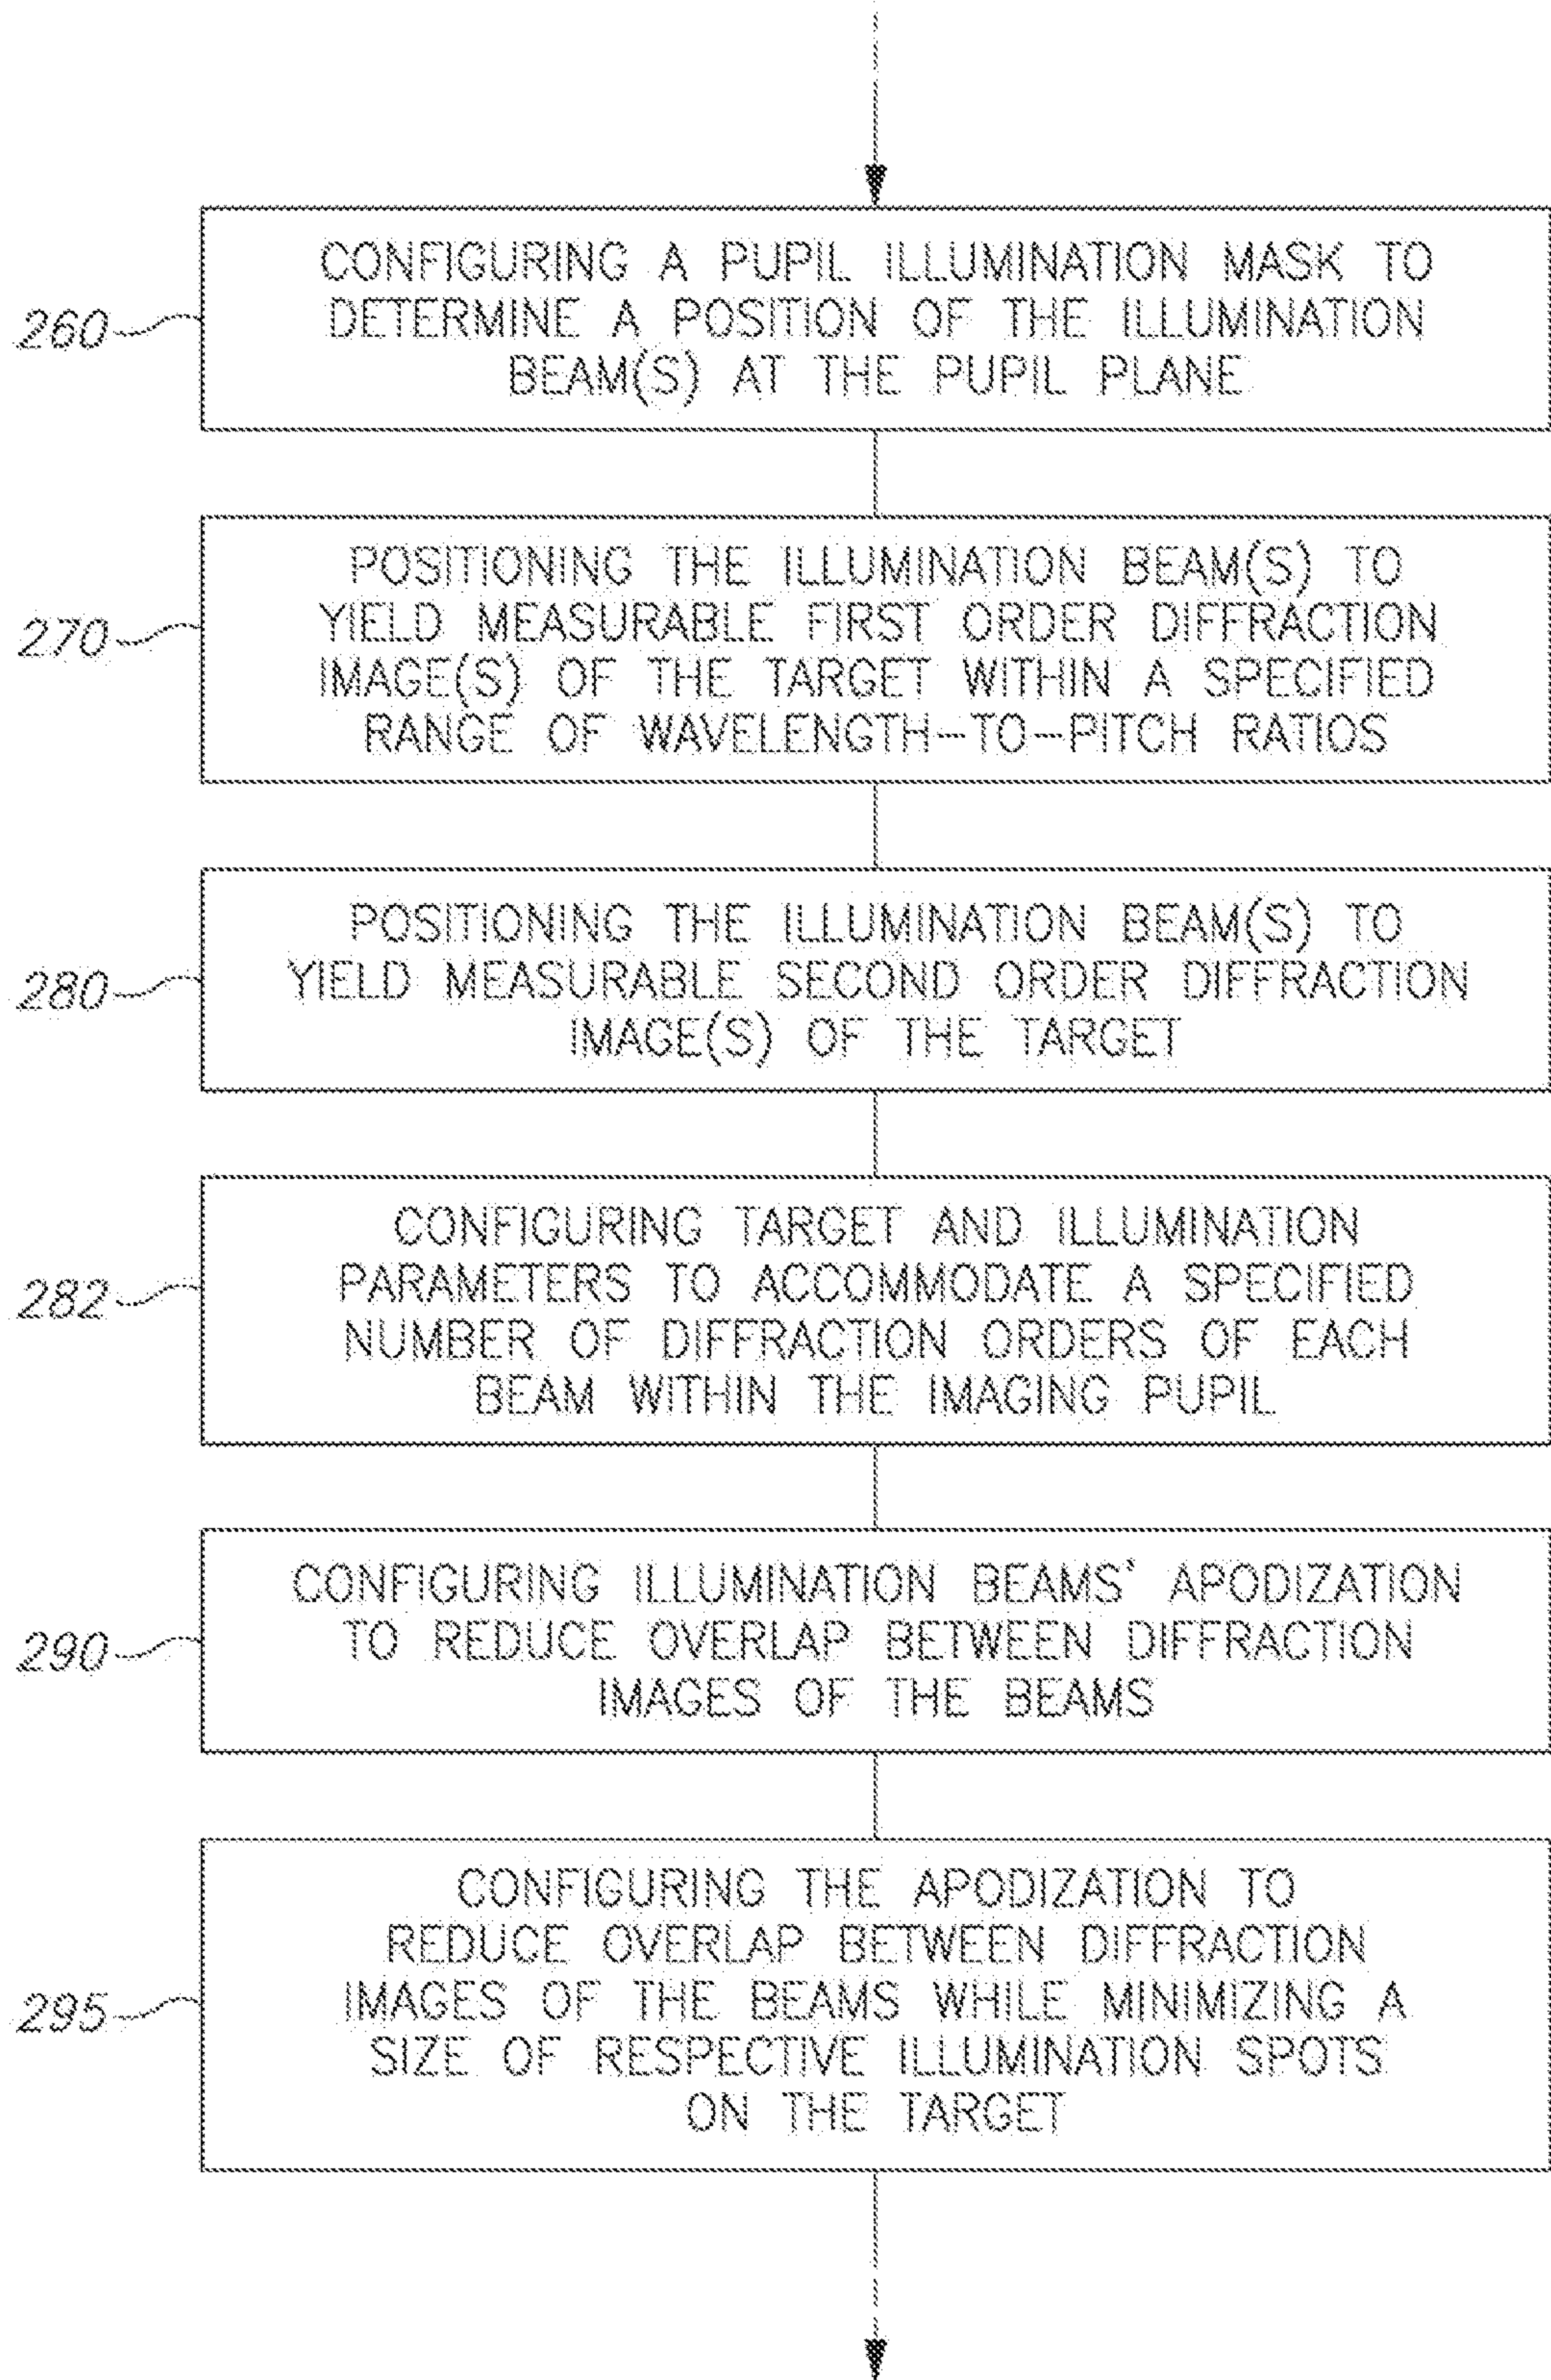 CONFIGURING A PUPIL ILLUMINATION MASK TO
DETERMINE A POSITION OF THE ILLUMINATION
BEAM(S) AT THE PUPIL PLANE
260
POSITIONING THE ILLUMINATION BEAM(S) TO
YIELD MEASURABLE FIRST ORDER DIFFRACTION
IMAGE(S) OF THE TARGET WITHIN A SPECIFIED
RANGE OF WAVELENGTH-TO-PITCH RATIOS
270
POSITIONING THE ILLUMINATION BEAM(S) TO
YIELD MEASURABLE SECOND ORDER DIFFRACTION
IMAGE(S) OF THE TARGET
280
CONFIGURING TARGET AND ILLUMINATION
PARAMETERS TO ACCOMMODATE A SPECIFIED
NUMBER OF DIFFRACTION ORDERS OF EACH
BEAM WITHIN THE IMAGING PUPIL
282
CONFIGURING ILLUMINATION BEAMS' APODIZATION
TO REDUCE OVERLAP BETWEEN DIFFRACTION
IMAGES OF THE BEAMS
290
CONFIGURING THE APODIZATION TO
REDUCE OVERLAP BETWEEN DIFFRACTION
IMAGES OF THE BEAMS WHILE MINIMIZING A
SIZE OF RESPECTIVE ILLUMINATION SPOTS
ON THE TARGET
295